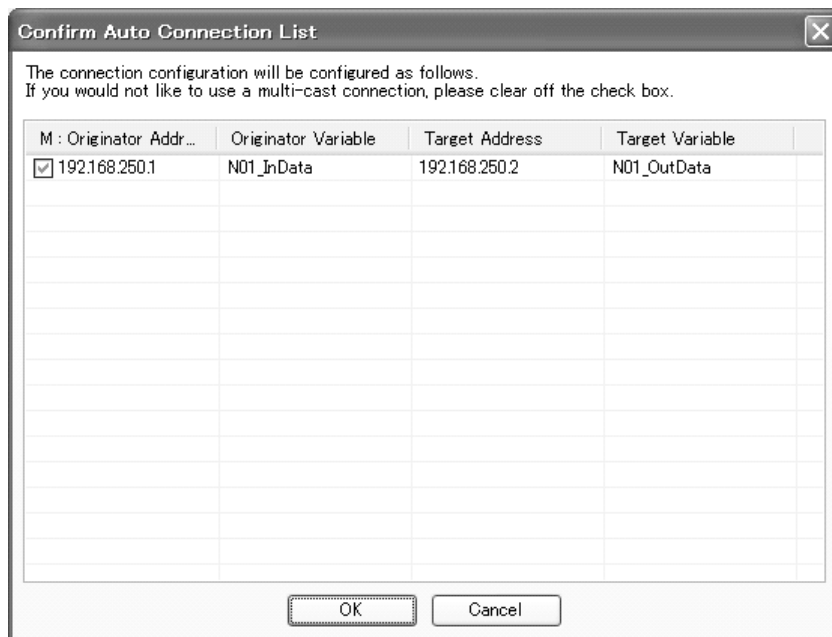 Confirm Auto Connection List
The connection configuration will be configured as follows.
If you would not like to use a multi-cast connection, please clear off the check box.
M : Originator Addr... Originator Variable Target Address Target Variable
192.168.250.1 N01_InData 192.168.250.2 N01_OutData
OK Cancel